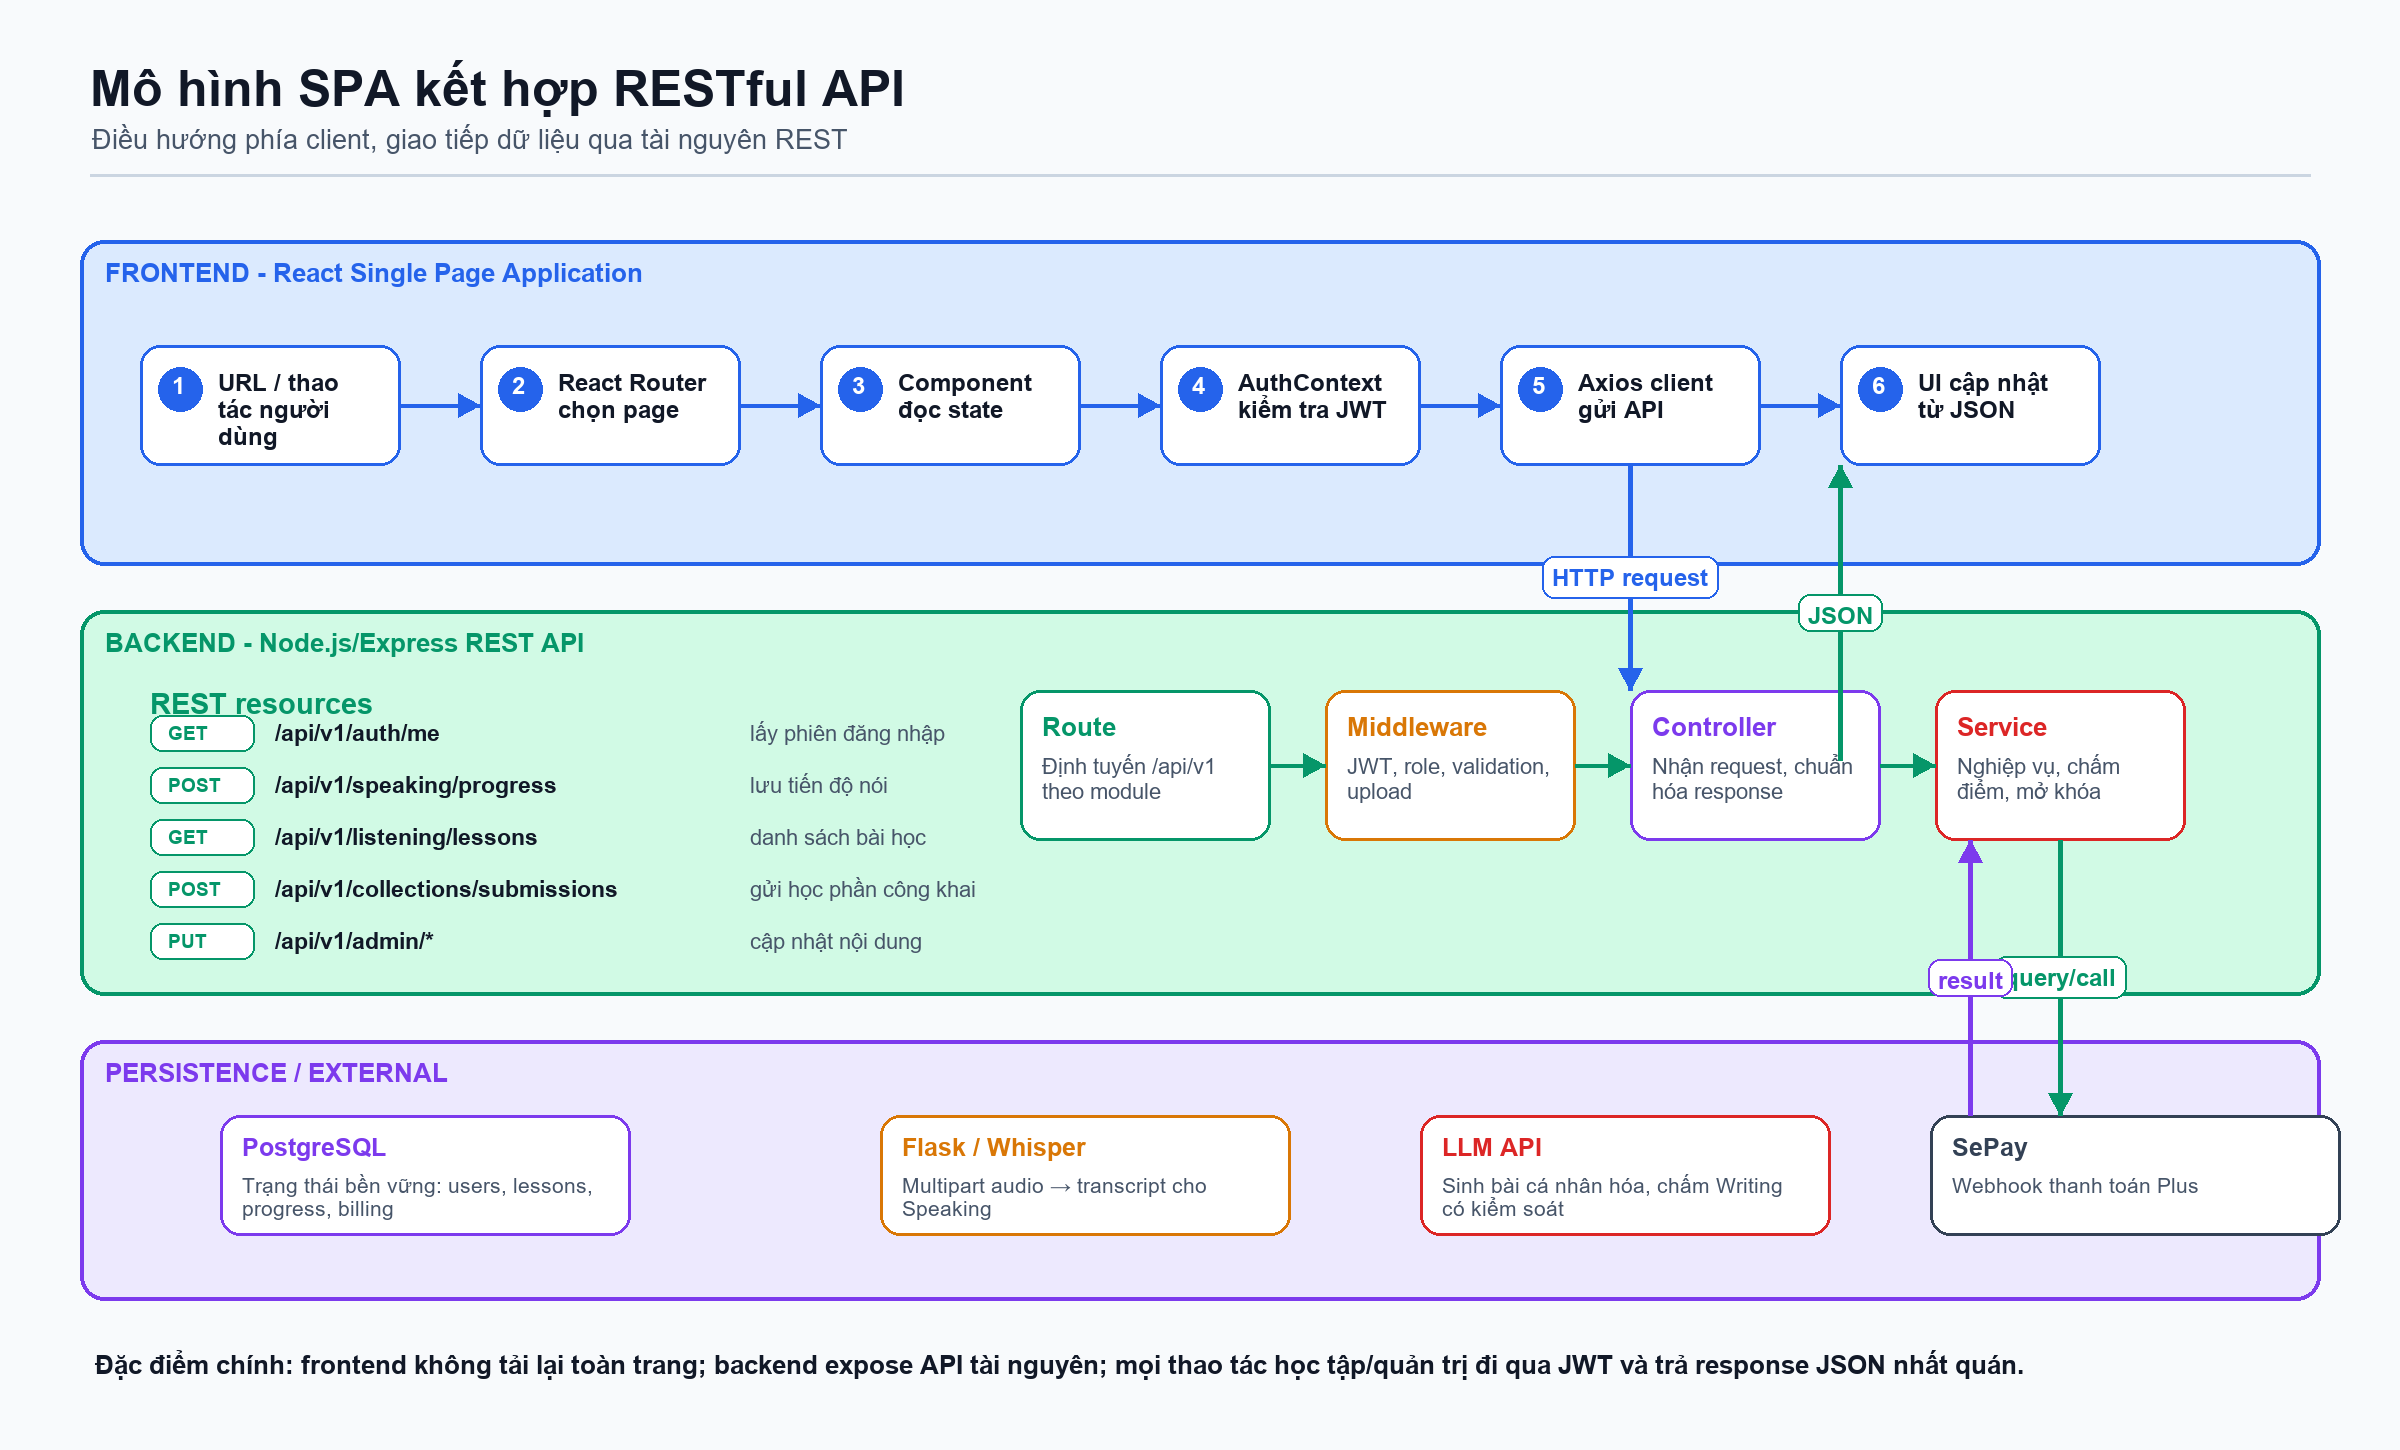 Mô hình SPA kết hợp RESTful API
Điều hướng phía client, giao tiếp dữ liệu qua tài nguyên REST
FRONTEND - React Single Page Application
1
URL / thao
tác người
dùng
2
React Router
chọn page
3
Component
đọc state
4
AuthContext
kiểm tra JWT
5
Axios client
gửi API
6
UI cập nhật
từ JSON
HTTP request
JSON
BACKEND - Node.js/Express REST API
REST resources
GET /api/v1/auth/me lấy phiên đăng nhập
POST /api/v1/speaking/progress lưu tiến độ nói
GET /api/v1/listening/lessons danh sách bài học
POST /api/v1/collections/submissions gửi học phần công khai
PUT /api/v1/admin/* cập nhật nội dung
Route
Định tuyến /api/v1
theo module
Middleware
JWT, role, validation,
upload
Controller
Nhận request, chuẩn
hóa response
Service
Nghiệp vụ, chấm
điểm, mở khóa
result
query/call
PERSISTENCE / EXTERNAL
PostgreSQL
Trạng thái bền vững: users, lessons,
progress, billing
Flask / Whisper
Multipart audio → transcript cho
Speaking
LLM API
Sinh bài cá nhân hóa, chấm Writing
có kiểm soát
SePay
Webhook thanh toán Plus
Đặc điểm chính: frontend không tải lại toàn trang; backend expose API tài nguyên; mọi thao tác học tập/quản trị đi qua JWT và trả response JSON nhất quán.